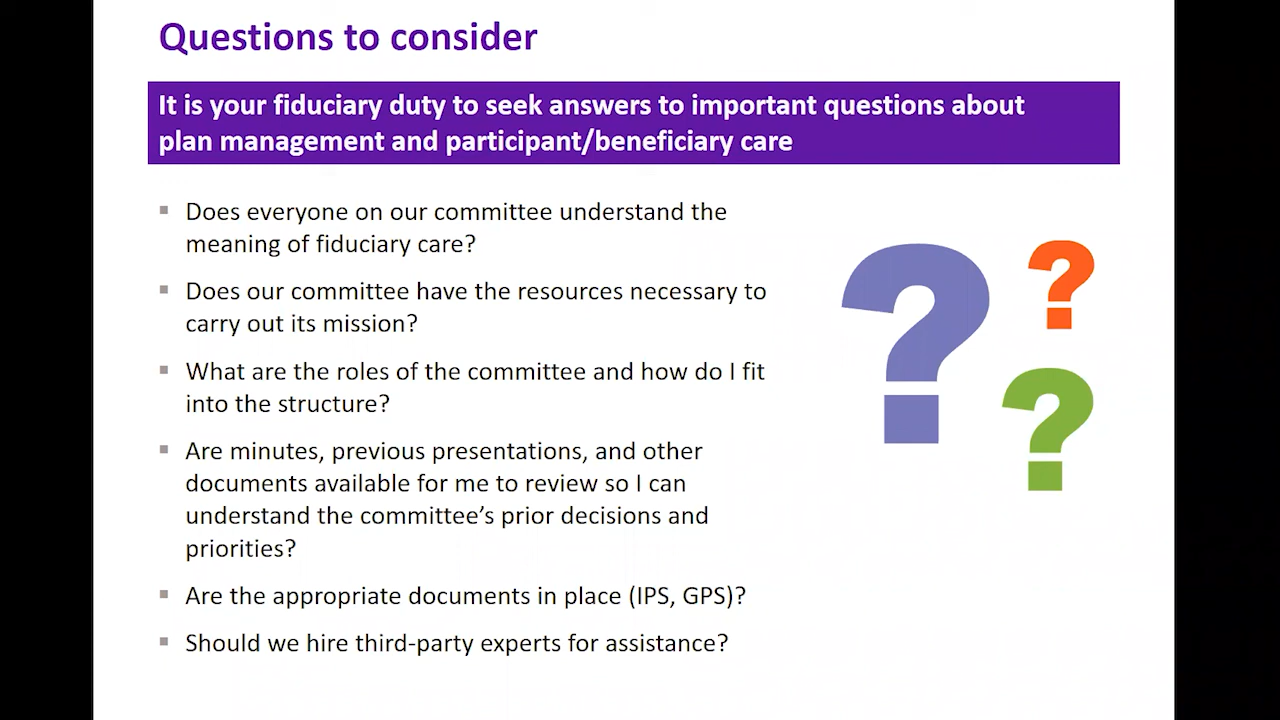 Questions to consider
It is your fiduciary duty to seek answers to important questions about
plan management and participant/beneficiary care
Does everyone on our committee understand the
meaning of fiduciary care?
Does our committee have the resources necessary to
carry out its mission?
What are the roles of the committee and how do I fit
into the structure?
Are minutes, previous presentations, and other
documents available for me to review so I can
understand the committee’s prior decisions and
priorities?
Are the appropriate documents in place (IPS, GPS)?
Should we hire third-party experts for assistance?
? ?
?